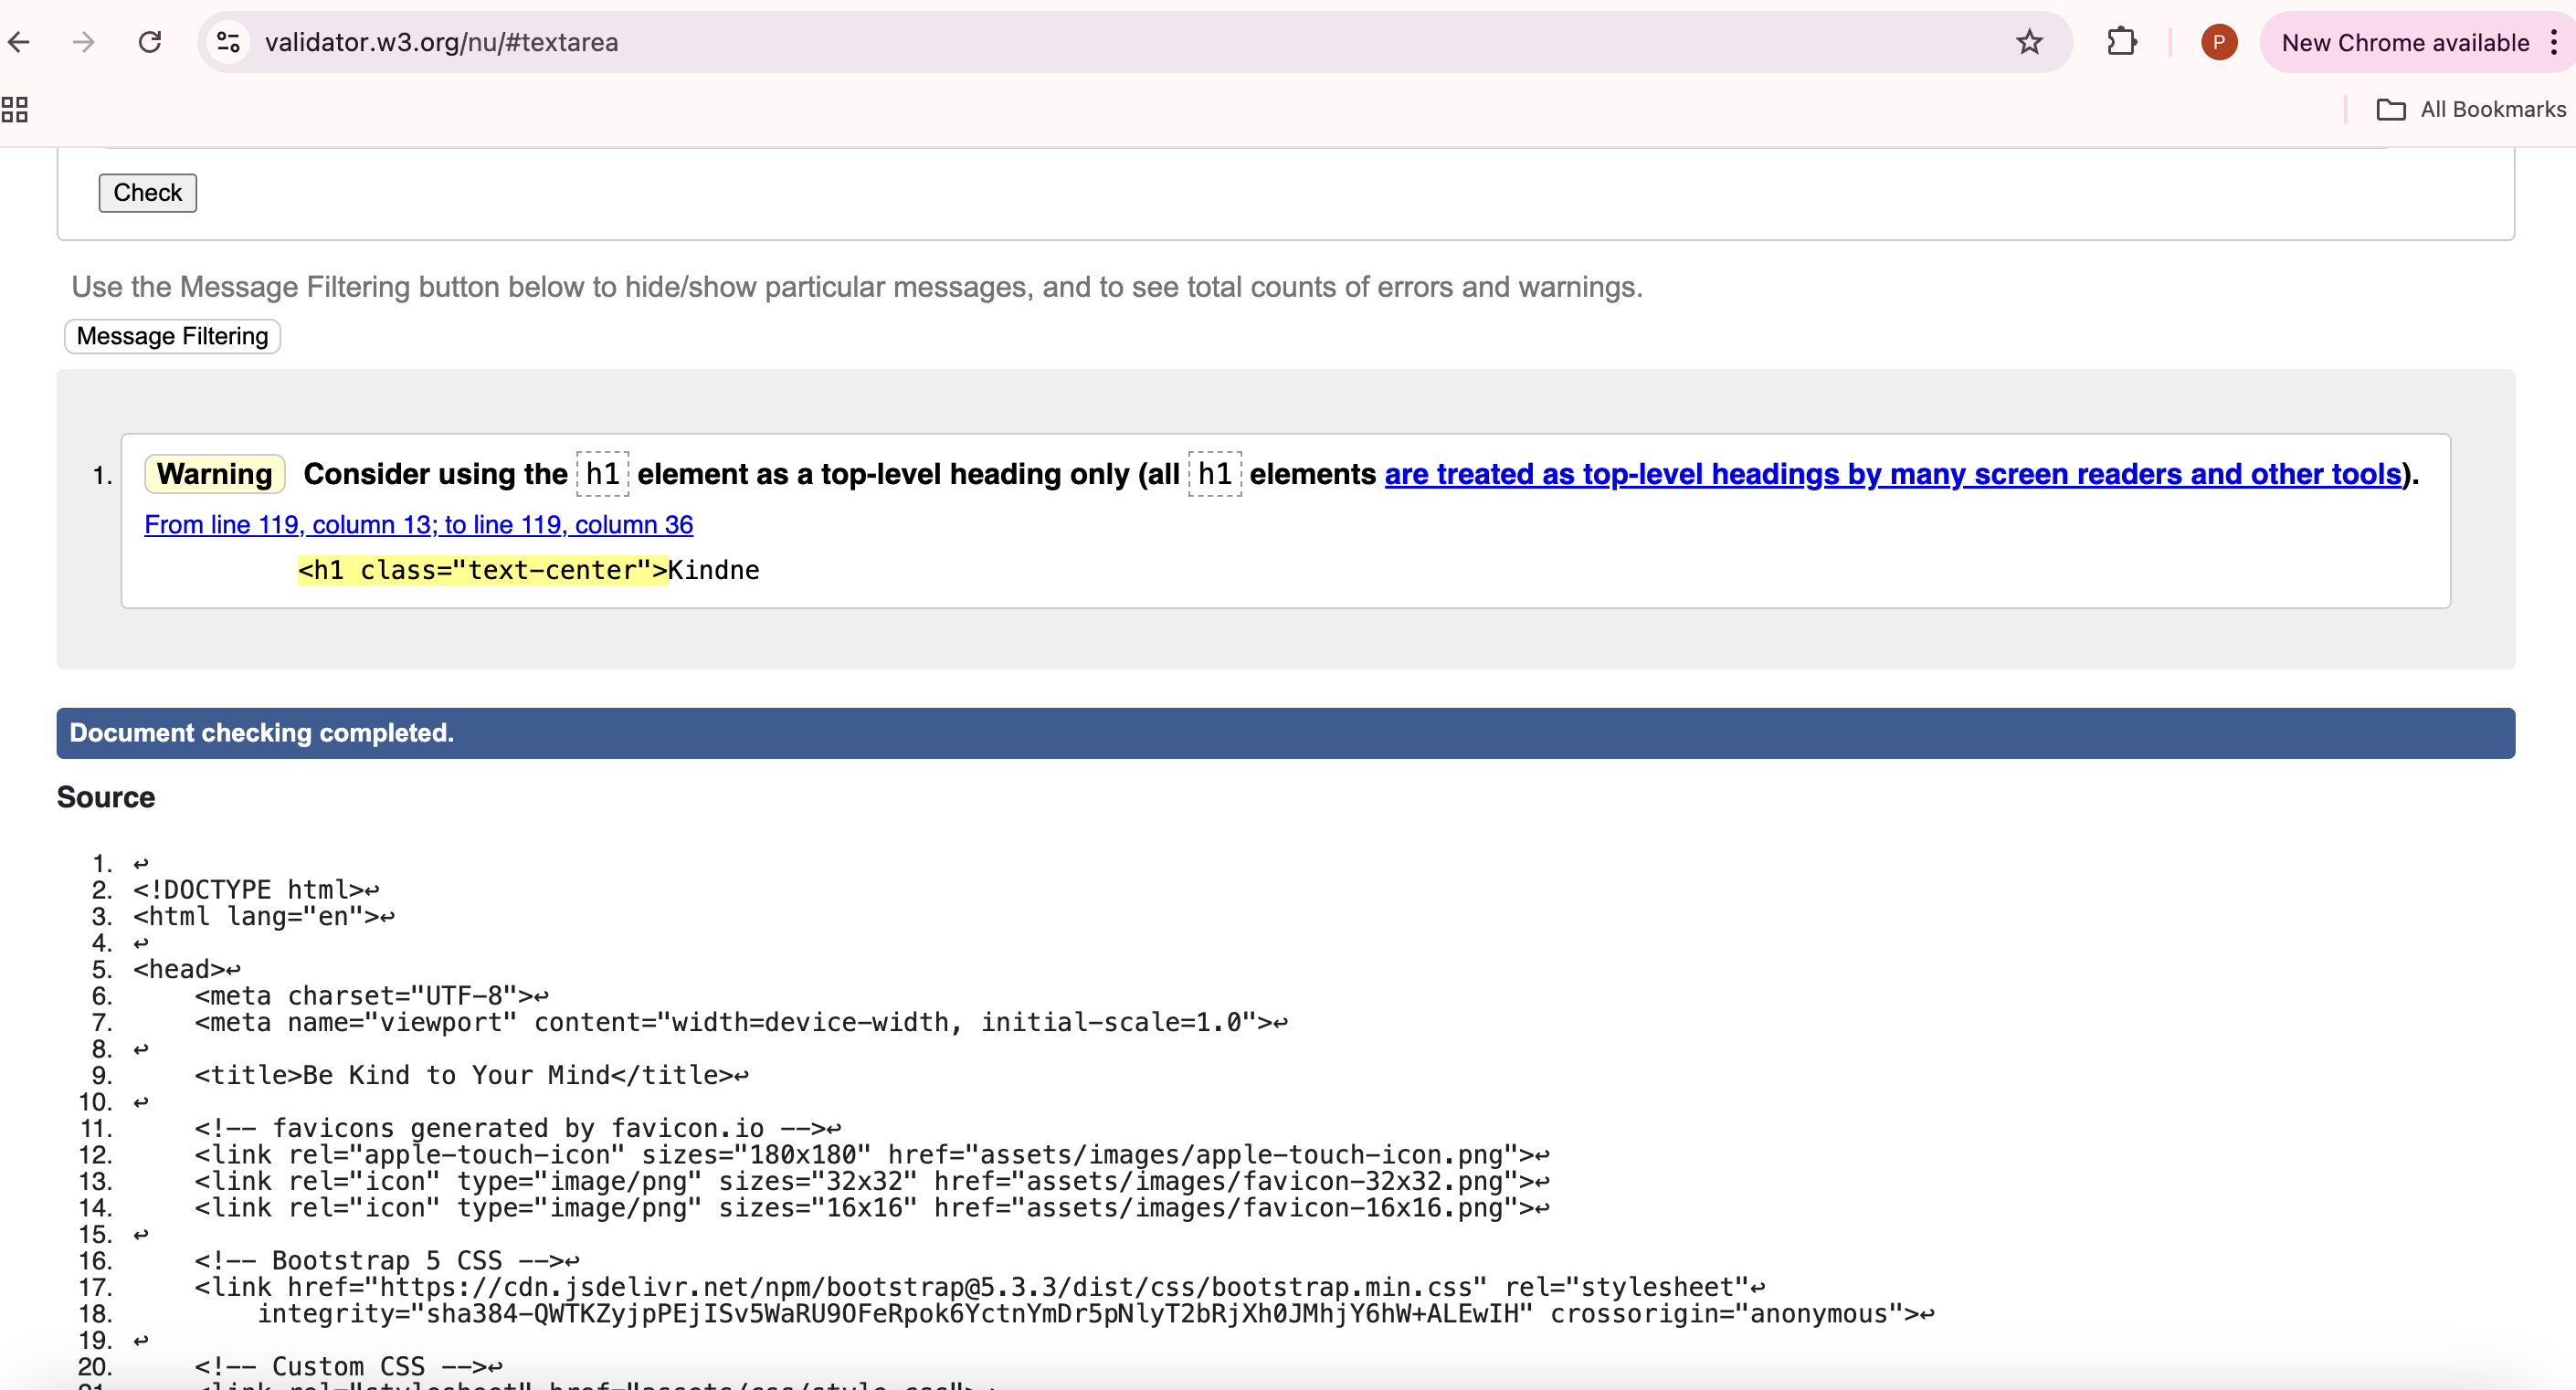 validator.w3.org/nu/#textarea
P
New Chrome available
All Bookmarks
Check
Use the Message Filtering button below to hide/show particular messages, and to see total counts of errors and warnings.
Message Filtering
1. Warning Consider using the h1 element as a top-level heading only (all h1 elements are treated as top-level headings by many screen readers and other tools).
From line 119, column 13; to line 119, column 36
<h1 class="text-center">Kindne
Document checking completed.
Source
1. ↩
2. <!DOCTYPE html>↩
3. <html lang="en">↩
4. ↩
5. <head>↩
6.     <meta charset="UTF-8">↩
7.     <meta name="viewport" content="width=device-width, initial-scale=1.0">↩
8. ↩
9.     <title>Be Kind to Your Mind</title>↩
10. ↩
11.     <!-- favicons generated by favicon.io -->↩
12.     <link rel="apple-touch-icon" sizes="180x180" href="assets/images/apple-touch-icon.png">↩
13.     <link rel="icon" type="image/png" sizes="32x32" href="assets/images/favicon-32x32.png">↩
14.     <link rel="icon" type="image/png" sizes="16x16" href="assets/images/favicon-16x16.png">↩
15. ↩
16.     <!-- Bootstrap 5 CSS -->↩
17.     <link href="https://cdn.jsdelivr.net/npm/bootstrap@5.3.3/dist/css/bootstrap.min.css" rel="stylesheet"↩
18.         integrity="sha384-QWTKZyjpPEjISv5WaRU9OFeRpok6YctnYmDr5pNlyT2bRjXh0JMhjY6hW+ALEwIH" crossorigin="anonymous">↩
19. ↩
20.     <!-- Custom CSS -->↩
21.     <link rel="stylesheet" href="assets/css/style.css">